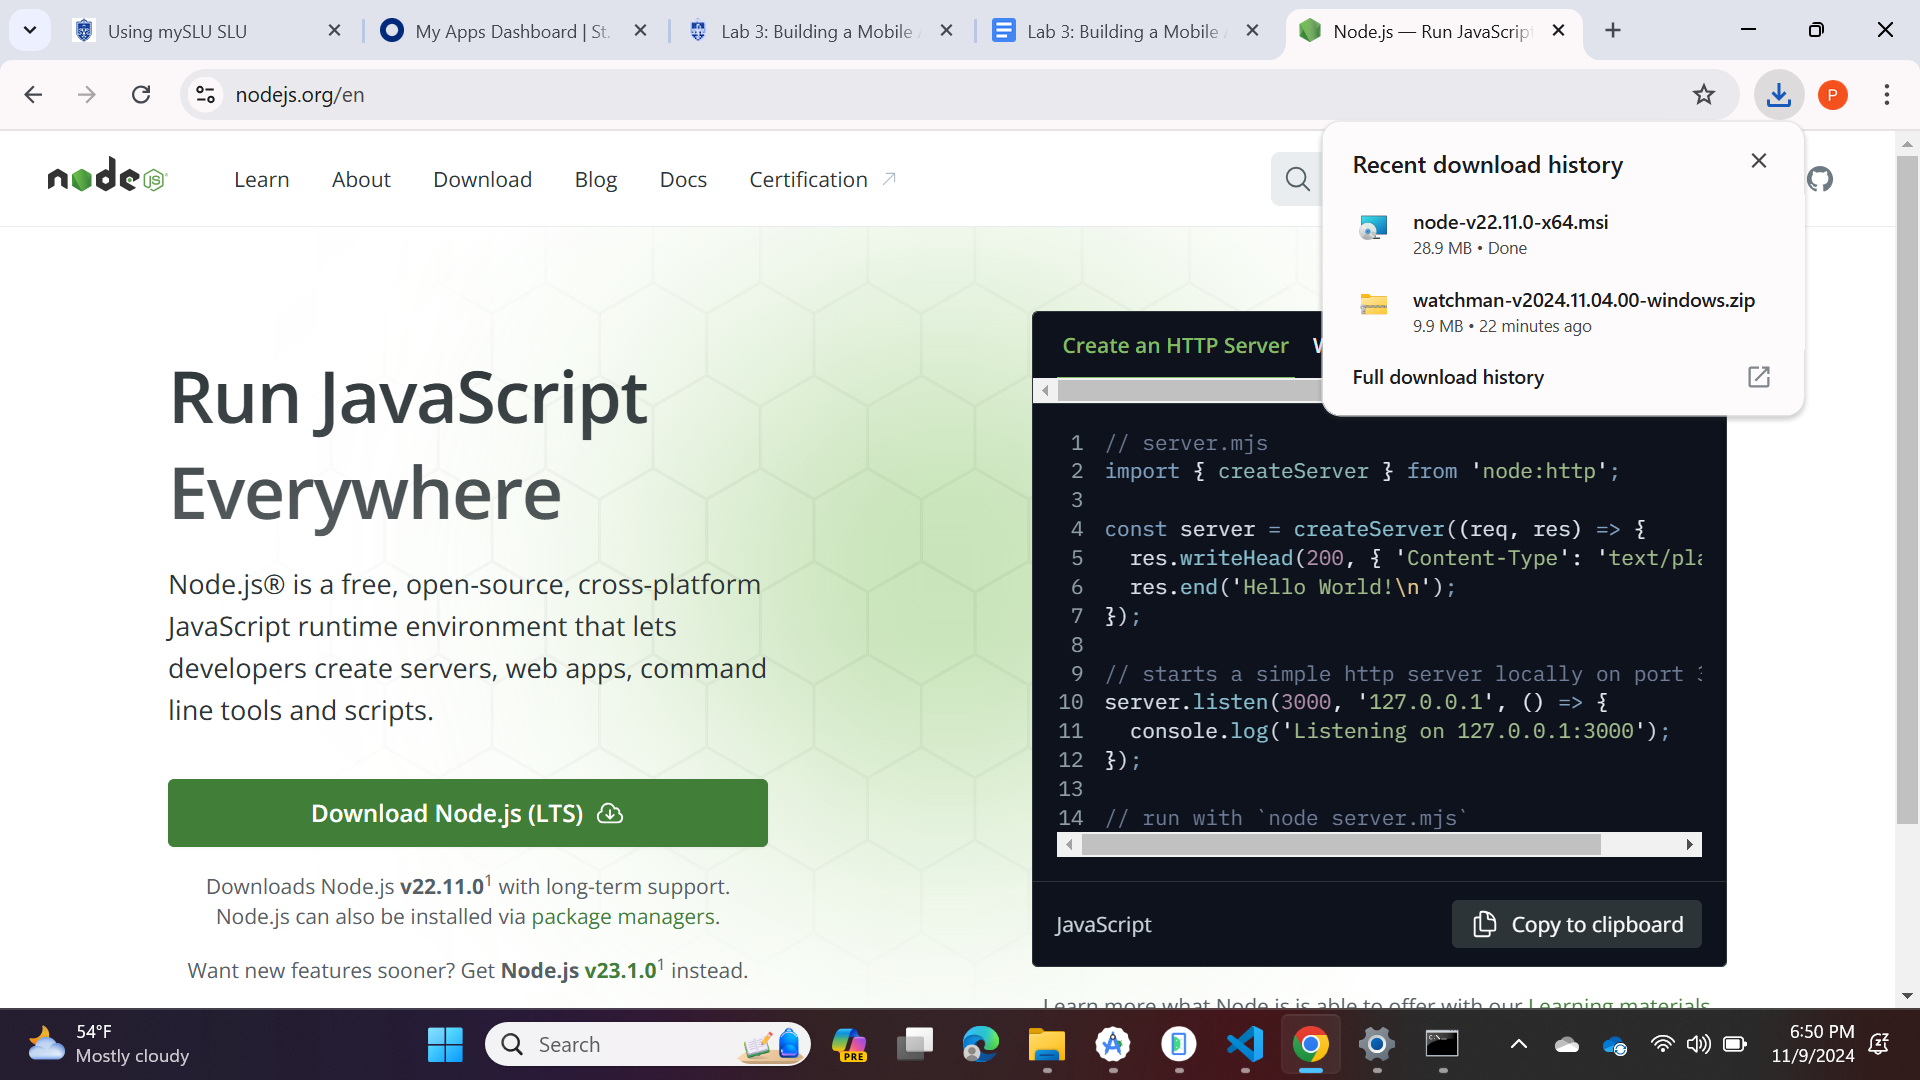 Using mySLU SLU
My Apps Dashboard | St.
Lab 3: Building a Mobile
Lab 3: Building a Mobile
Node.js — Run JavaScript
nodejs.org/en
P
node js
Learn
About
Download
Blog
Docs
Certification
Recent download history
node-v22.11.0-x64.msi
28.9 MB • Done
watchman-v2024.11.04.00-windows.zip
9.9 MB • 22 minutes ago
Full download history
Run JavaScript
Everywhere
Node.js® is a free, open-source, cross-platform
JavaScript runtime environment that lets
developers create servers, web apps, command
line tools and scripts.
Download Node.js (LTS)
Downloads Node.js v22.11.0¹ with long-term support.
Node.js can also be installed via package managers.
Want new features sooner? Get Node.js v23.1.0¹ instead.
Create an HTTP Server
1 // server.mjs
2 import { createServer } from 'node:http';
3
4 const server = createServer((req, res) => {
5 res.writeHead(200, { 'Content-Type': 'text/pla
6 res.end('Hello World!\n');
7 });
8
9 // starts a simple http server locally on port 3
10 server.listen(3000, '127.0.0.1', () => {
11 console.log('Listening on 127.0.0.1:3000');
12 });
13
14 // run with `node server.mjs`
JavaScript
Copy to clipboard
Learn more what Node.js is able to offer with our Learning materials
54°F
Mostly cloudy
Search
PRE
6:50 PM
11/9/2024